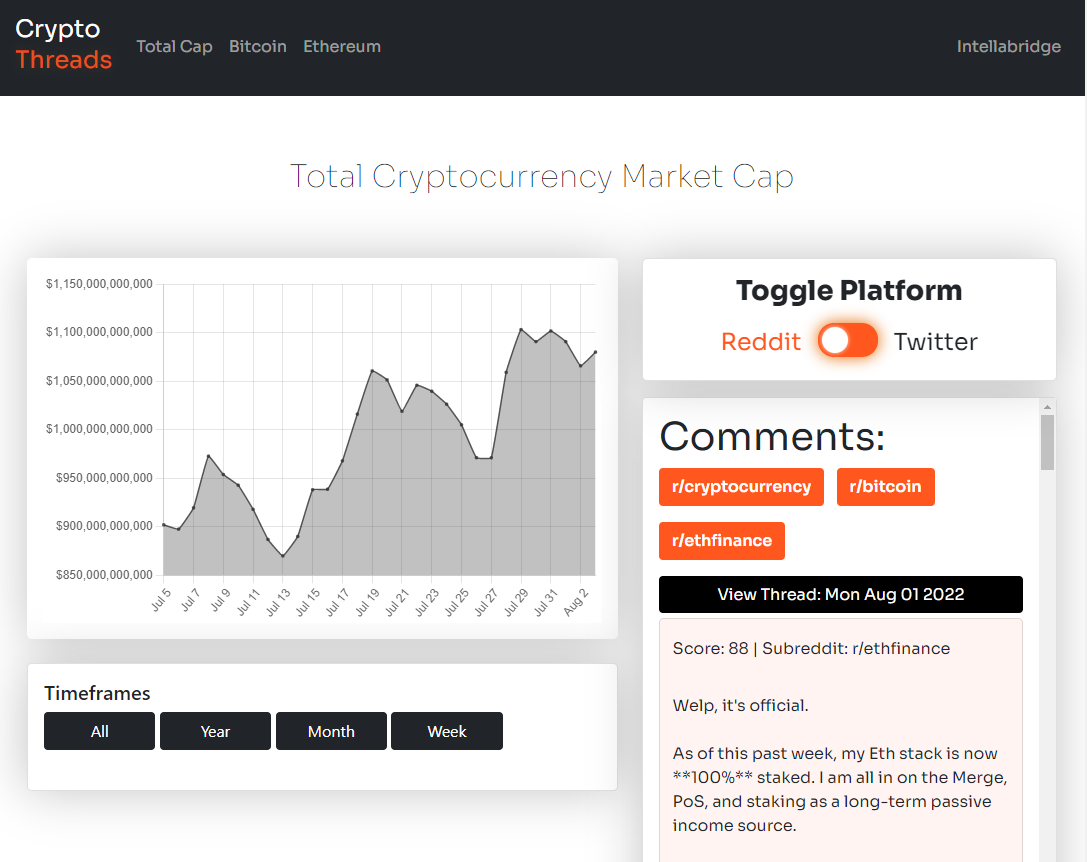 Crypto
Threads
Total Cap
Bitcoin
Ethereum
Intellabridge
Total Cryptocurrency Market Cap
$1,150,000,000,000
$1,100,000,000,000
$1,050,000,000,000
$1,000,000,000,000
$950,000,000,000
$900,000,000,000
$850,000,000,000
Jul 5
Jul 7
Jul 9
Jul 11
Jul 13
Jul 15
Jul 17
Jul 19
Jul 21
Jul 23
Jul 25
Jul 27
Jul 29
Jul 31
Aug 2
Timeframes
All
Year
Month
Week
Toggle Platform
Reddit
Twitter
Comments:
r/cryptocurrency
r/bitcoin
r/ethfinance
View Thread: Mon Aug 01 2022
Score: 88 | Subreddit: r/ethfinance
Welp, it's official.
As of this past week, my Eth stack is now
**100%** staked. I am all in on the Merge,
PoS, and staking as a long-term passive
income source.